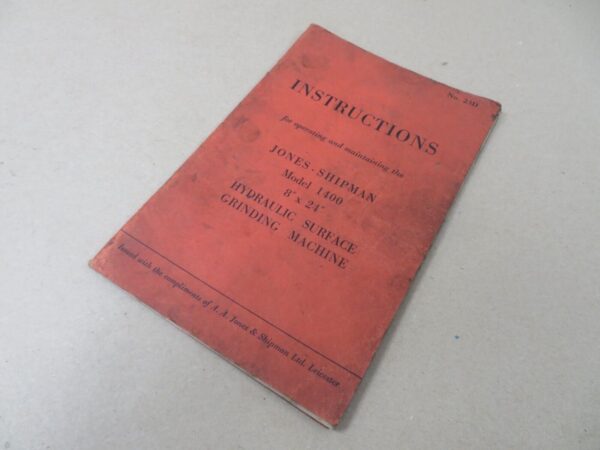 No. 23D
INSTRUCTIONS
for operating and maintaining the
JONES-SHIPMAN
Model 1400
8" x 24"
HYDRAULIC SURFACE
GRINDING MACHINE
Issued with the compliments of A. A. Jones & Shipman Ltd. Leicester.